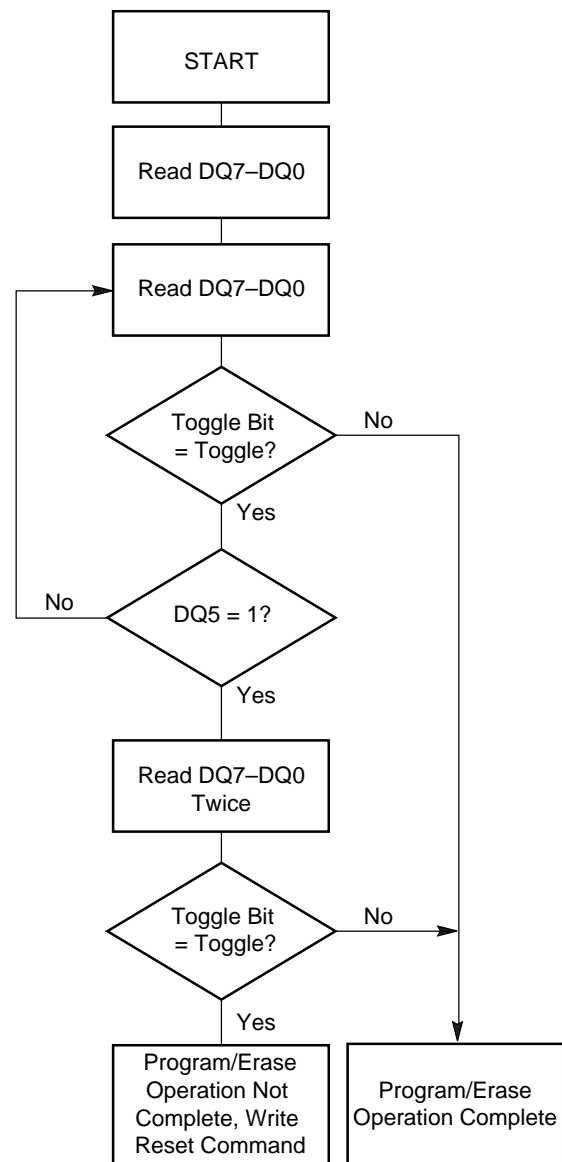 START
Read DQ7–DQ0
Read DQ7–DQ0
Toggle Bit
= Toggle?
No
Yes
No
DQ5 = 1?
Yes
Read DQ7–DQ0
Twice
Toggle Bit
= Toggle?
No
Yes
Program/Erase
Operation Not
Complete, Write
Reset Command
Program/Erase
Operation Complete